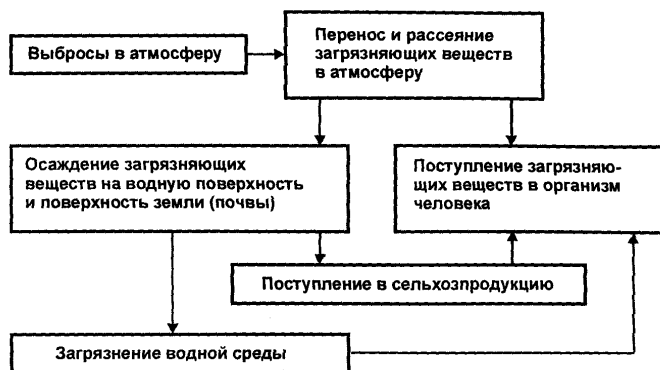 Выбросы в атмосферу
Перенос и рассеяние
загрязняющих веществ
в атмосферу
Осаждение загрязняющих
веществ на водную поверхность
и поверхность земли (почвы)
Поступление загрязняю-
щих веществ в организм
человека
Поступление в сельхозпродукцию
Загрязнение водной среды